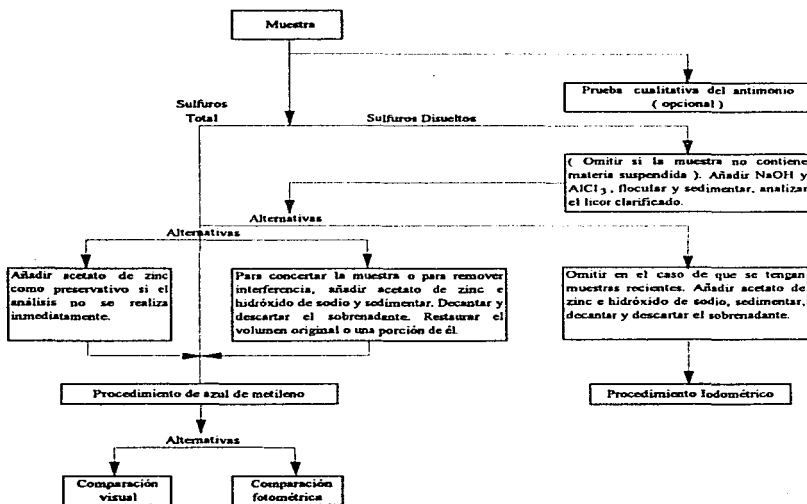 Muestra
Prueba cualitativa del antimonio
( opcional )
Sulfuros
Total
Sulfuros Disueltos
( Omitir si la muestra no contiene
materia suspendida ). Añadir NaOH y
AlCl3 , flocular y sedimentar, analizar
el licor clarificado.
Alternativas
Alternativas
Añadir acetato de zinc
como preservativo si el
análisis no se realiza
inmediatamente.
Para concertar la muestra o para remover
interferencia, añadir acetato de zinc e
hidróxido de sodio y sedimentar. Decantar y
descartar el sobrenadante. Restaurar el
volumen original o una porción de él.
Omitir en el caso de que se tengan
muestras recientes. Añadir acetato de
zinc e hidróxido de sodio, sedimentar,
decantar y descartar el sobrenadante.
Procedimiento de azul de metileno
Procedimiento Iodométrico
Alternativas
Comparación
visual
Comparación
fotométrica